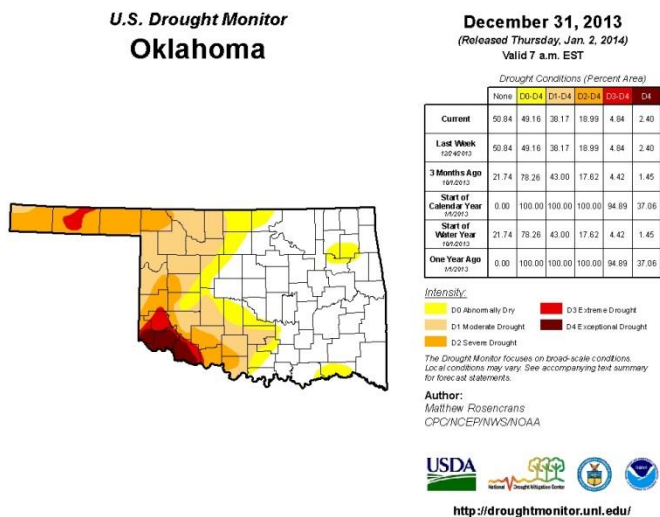 U.S. Drought Monitor
Oklahoma
December 31, 2013
(Released Thursday, Jan. 2, 2014)
Valid 7 a.m. EST
Drought Conditions (Percent Area)
None D0-D4 D1-D4 D2-D4 D3-D4 D4
Current 50.84 49.16 38.17 18.99 4.84 2.40
Last Week 50.84 49.16 38.17 18.99 4.84 2.40
12/24/2013
3 Months Ago 21.74 78.26 43.00 17.62 4.42 1.45
10/1/2013
Start of
Calendar Year 0.00 100.00 100.00 100.00 94.89 37.06
1/1/2013
Start of
Water Year 21.74 78.26 43.00 17.62 4.42 1.45
10/1/2013
One Year Ago 0.00 100.00 100.00 100.00 94.89 37.06
1/1/2013
Intensity:
D0 Abnormally Dry D3 Extreme Drought
D1 Moderate Drought D4 Exceptional Drought
D2 Severe Drought
The Drought Monitor focuses on broad-scale conditions.
Local conditions may vary. See accompanying text summary
for forecast statements.
Author:
Matthew Rosencrans
CPC/NCEP/NWS/NOAA
USDA
National Drought Mitigation Center
http://droughtmonitor.unl.edu/